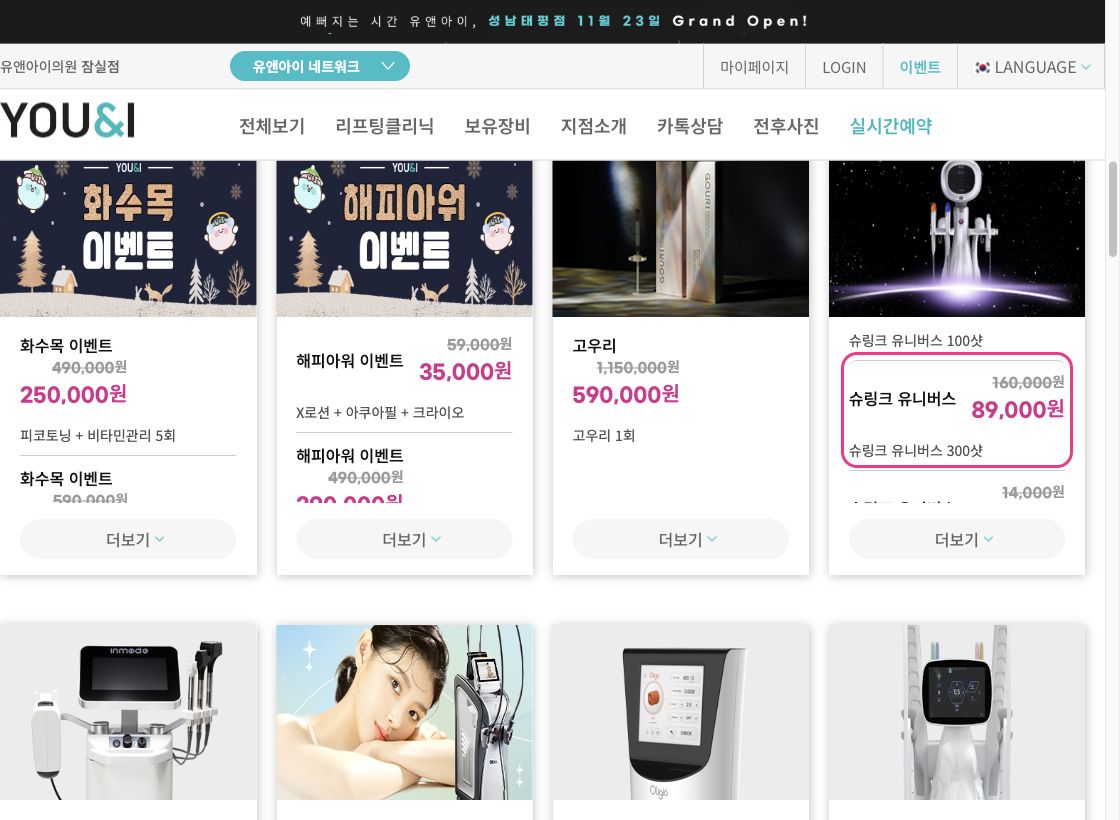 예뻐지는 시간 유앤아이, 성남태평점 11월 23일 Grand Open!
유앤아이의원 잠실점
유앤아이 네트워크
마이페이지
LOGIN
이벤트
LANGUAGE
YOU&I
전체보기
리프팅클리닉
보유장비
지점소개
카톡상담
전후사진
실시간예약
YOU&I
화수목
이벤트
화수목 이벤트
490,000원
250,000원
피코토닝 + 비타민관리 5회
화수목 이벤트
590,000원
더보기
YOU&I
해피아워
이벤트
해피아워 이벤트
59,000원
35,000원
X로션 + 아쿠아필 + 크라이오
해피아워 이벤트
490,000원
290,000원
더보기
GOURI
GOURI
고우리
1,150,000원
590,000원
고우리 1회
더보기
슈링크 유니버스 100샷
슈링크 유니버스
160,000원
89,000원
슈링크 유니버스 300샷
14,000원
더보기
inmode
Oligio
Oligio